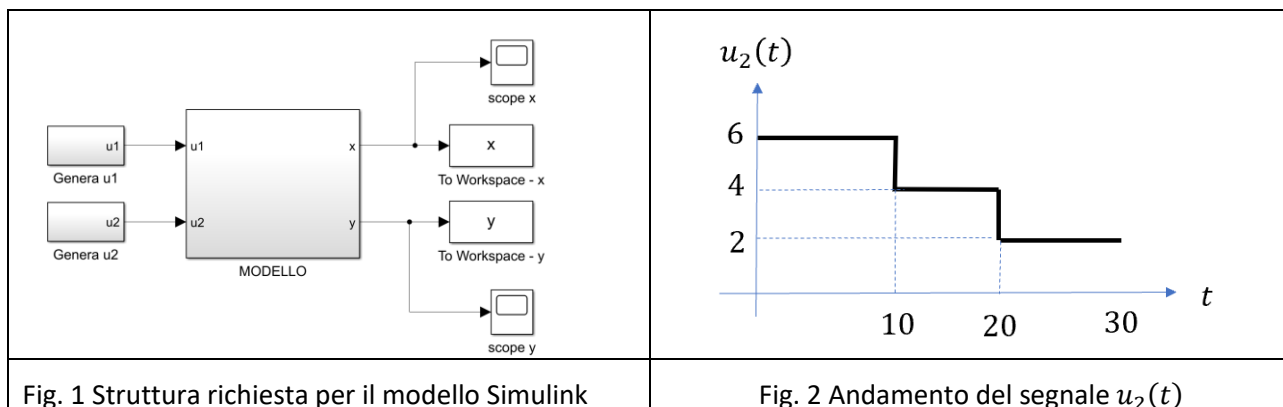 u1
Genera u1
u2
Genera u2
u1
u2
x
y
MODELLO
scope x
x
To Workspace - x
y
To Workspace - y
scope y
Fig. 1 Struttura richiesta per il modello Simulink
u₂(t)
6
4
2
10
20
30
t
Fig. 2 Andamento del segnale u₂(t)